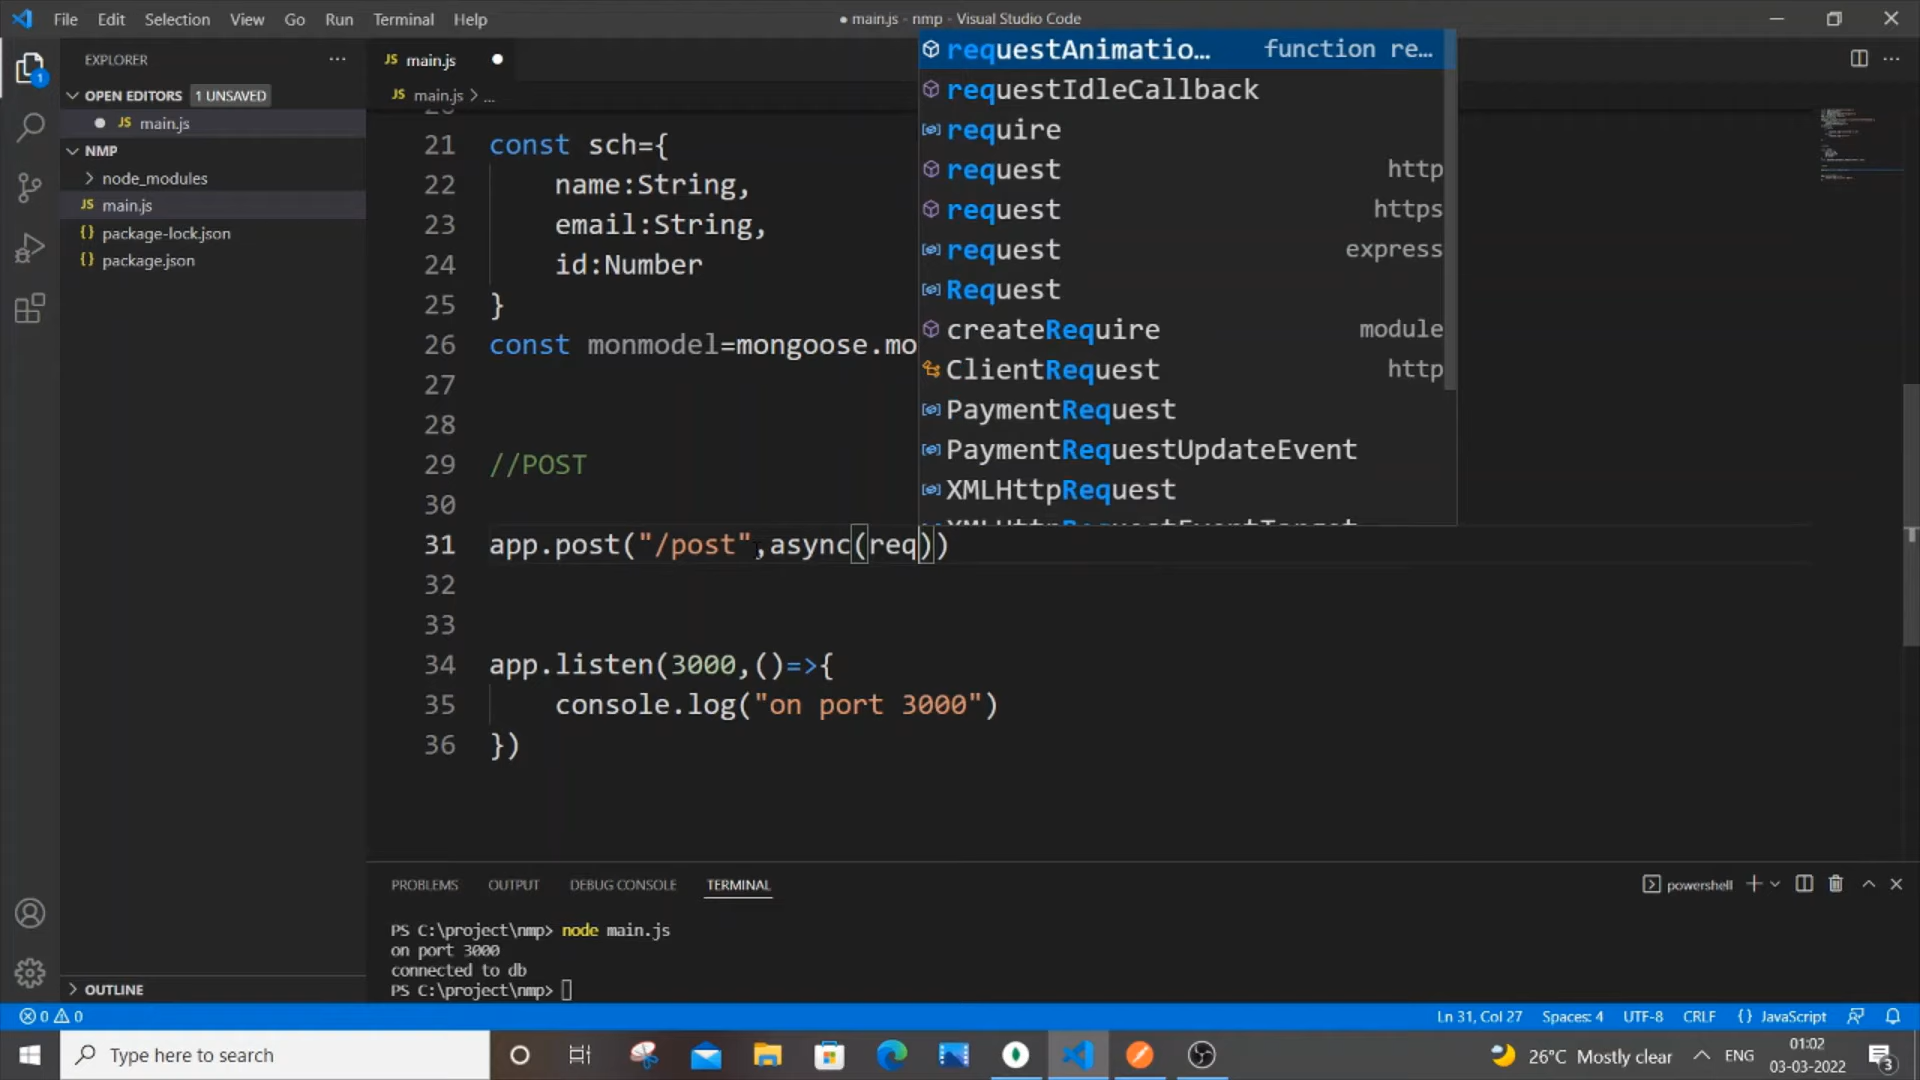 File Edit Selection View Go Run Terminal Help
● main.js - nmp - Visual Studio Code
EXPLORER
OPEN EDITORS 1 UNSAVED
JS main.js
NMP
node_modules
JS main.js
{} package-lock.json
{} package.json
OUTLINE
JS main.js
JS main.js > ...
21 const sch={
22 name:String,
23 email:String,
24 id:Number
25 }
26 const monmodel=mongoose.mo
27
28
29 //POST
30
31 app.post("/post",async(req))
32
33
34 app.listen(3000,()=>{
35 console.log("on port 3000")
36 })
requestAnimatio... function re...
requestIdleCallback
require
request http
request https
request express
Request
createRequire module
ClientRequest http
PaymentRequest
PaymentRequestUpdateEvent
XMLHttpRequest
XMLHttpRequestEventTarget
PROBLEMS OUTPUT DEBUG CONSOLE TERMINAL
powershell
PS C:\project\nmp> node main.js
on port 3000
connected to db
PS C:\project\nmp>
0 0
Ln 31, Col 27 Spaces: 4 UTF-8 CRLF {} JavaScript
Type here to search
26°C Mostly clear
ENG
01:02
03-03-2022
3
1